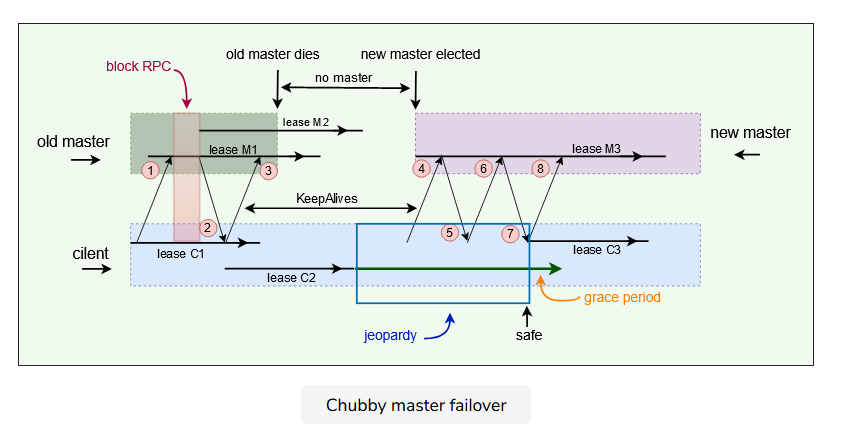 old master dies
new master elected
block RPC
no master
lease M2
old master
lease M1
lease M3
new master
1
3
4
6
8
KeepAlives
2
5
7
cilent
lease C1
lease C2
lease C3
grace period
jeopardy
safe
Chubby master failover